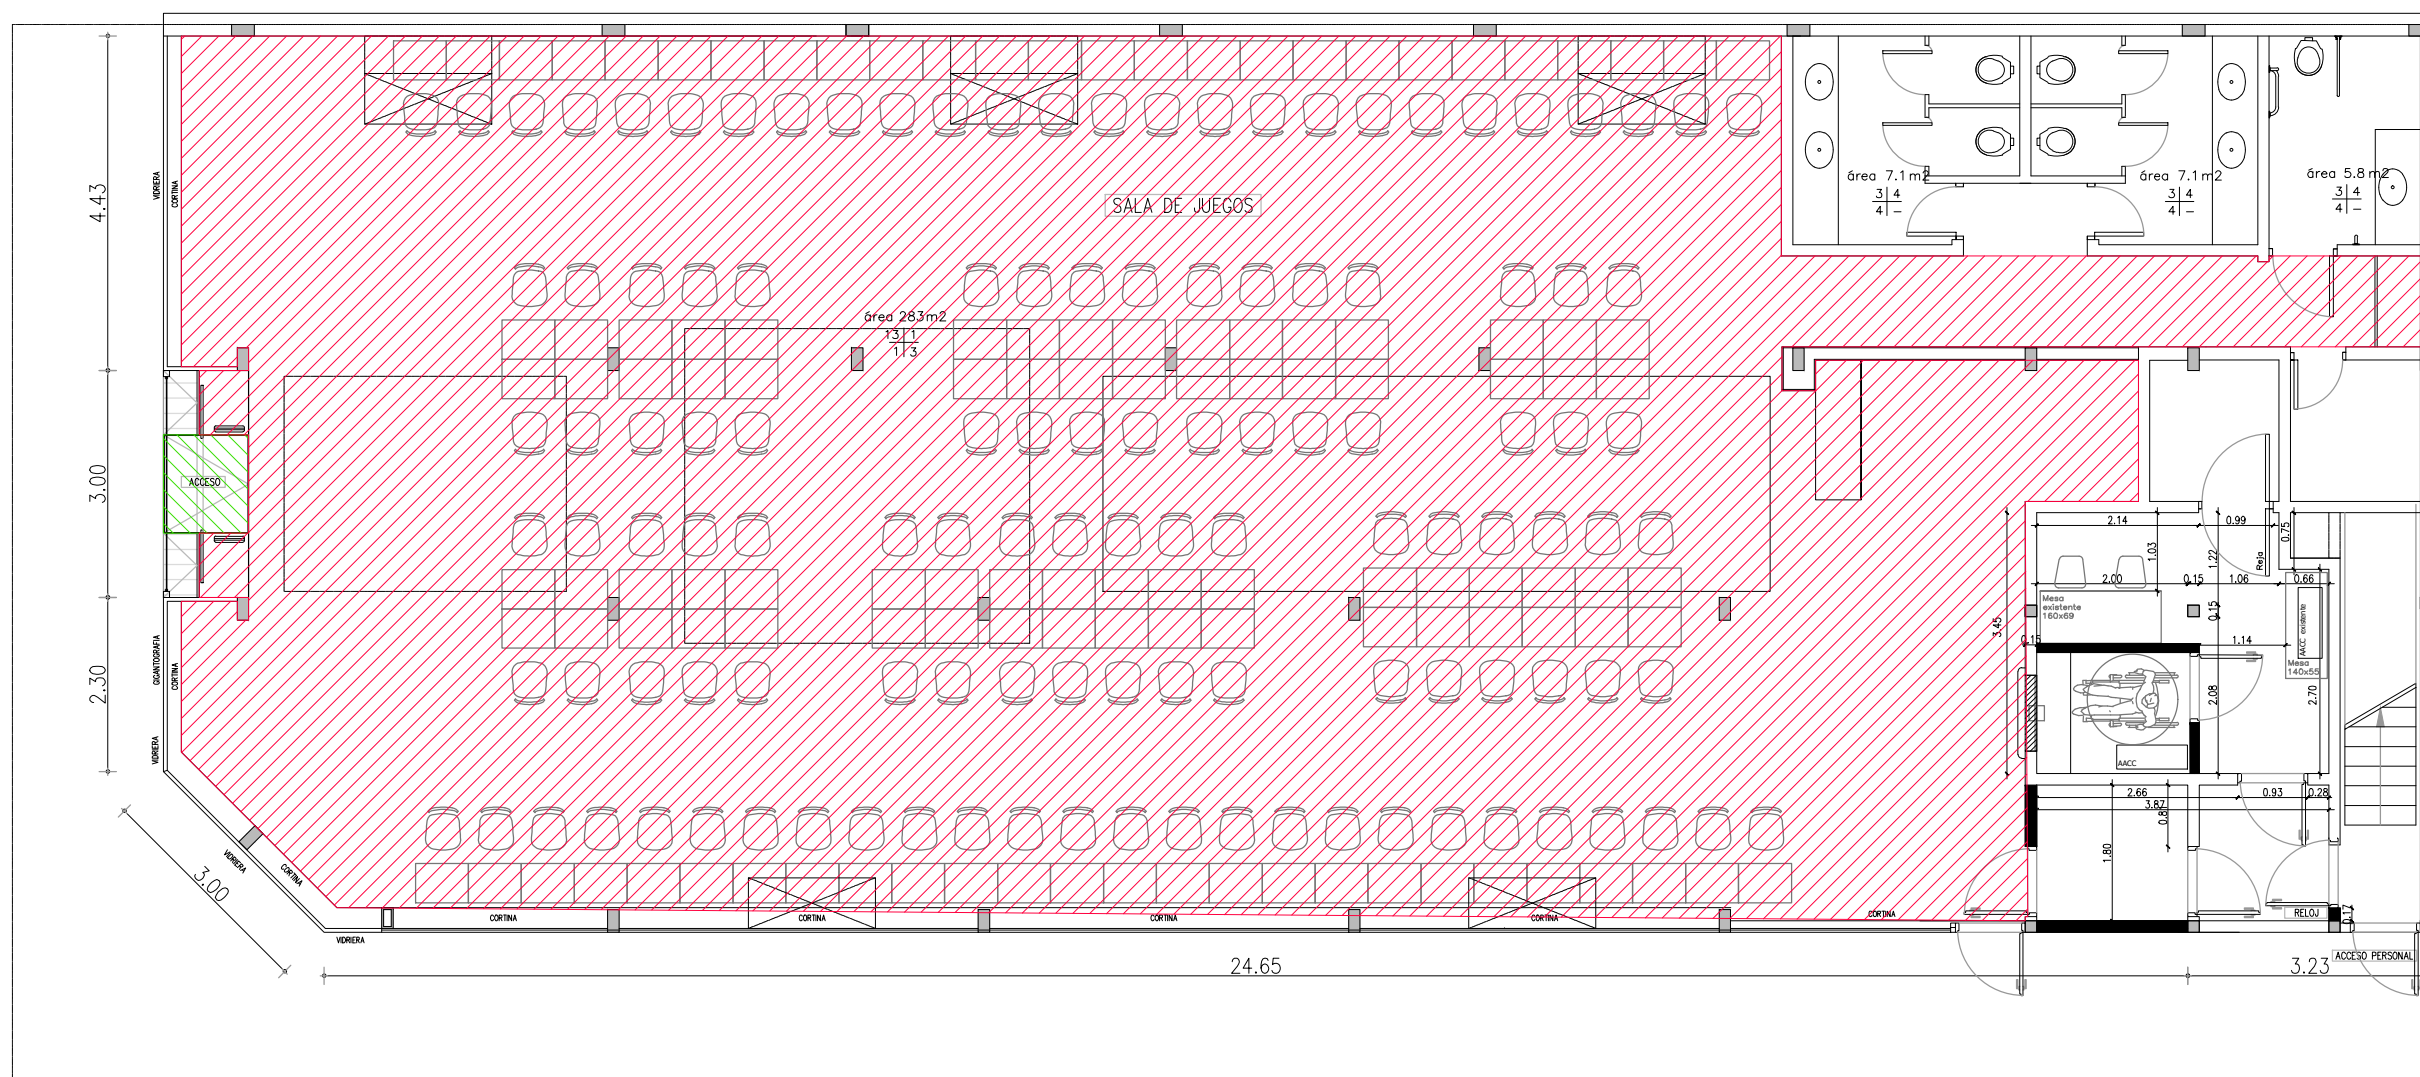 VIDRIERA
CORTINA
4.43
SALA DE JUEGOS
área 7.1 m2
3 4
4 –
área 7.1 m2
3 4
4 –
área 5.8 m2
3 4
4 –
área 283m2
13 1
1 3
3.00
ACCESO
2.14
0.99
0.75
1.03
1.22
Reja
2.00
0.15
1.06
0.66
Mesa
existente
160x69
0.15
3.45
0.15
1.14
AACC existente
Mesa
140x55
2.30
GIGANTOGRAFIA
CORTINA
2.08
2.70
VIDRIERA
AACC
2.66
0.93
0.28
3.87
1.80
VIDRIERA
CORTINA
3.00
CORTINA
CORTINA
CORTINA
CORTINA
CORTINA
RELOJ
0.17
VIDRIERA
ACCESO PERSONAL
24.65
3.23